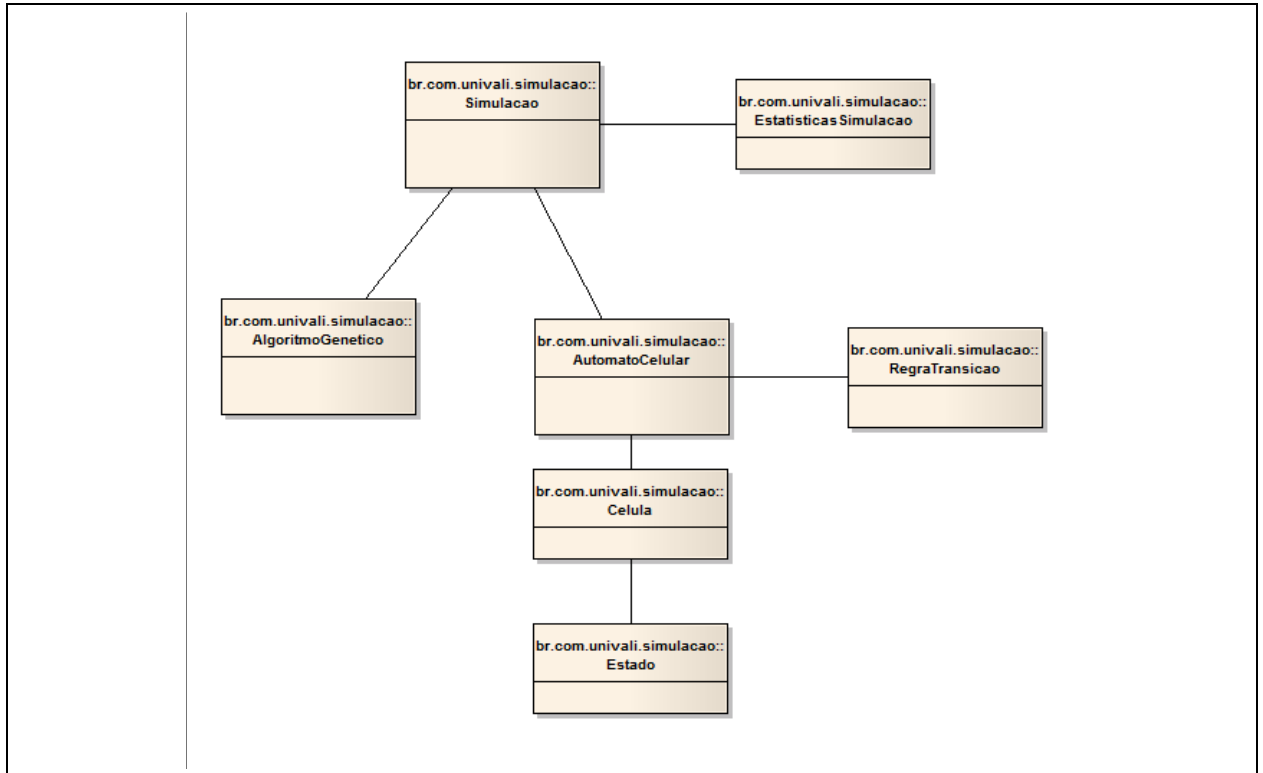 br.com.univali.simulacao::
Simulacao
br.com.univali.simulacao::
EstatisticasSimulacao
br.com.univali.simulacao::
AlgoritmoGenetico
br.com.univali.simulacao::
AutomatoCelular
br.com.univali.simulacao::
RegraTransicao
br.com.univali.simulacao::
Celula
br.com.univali.simulacao::
Estado